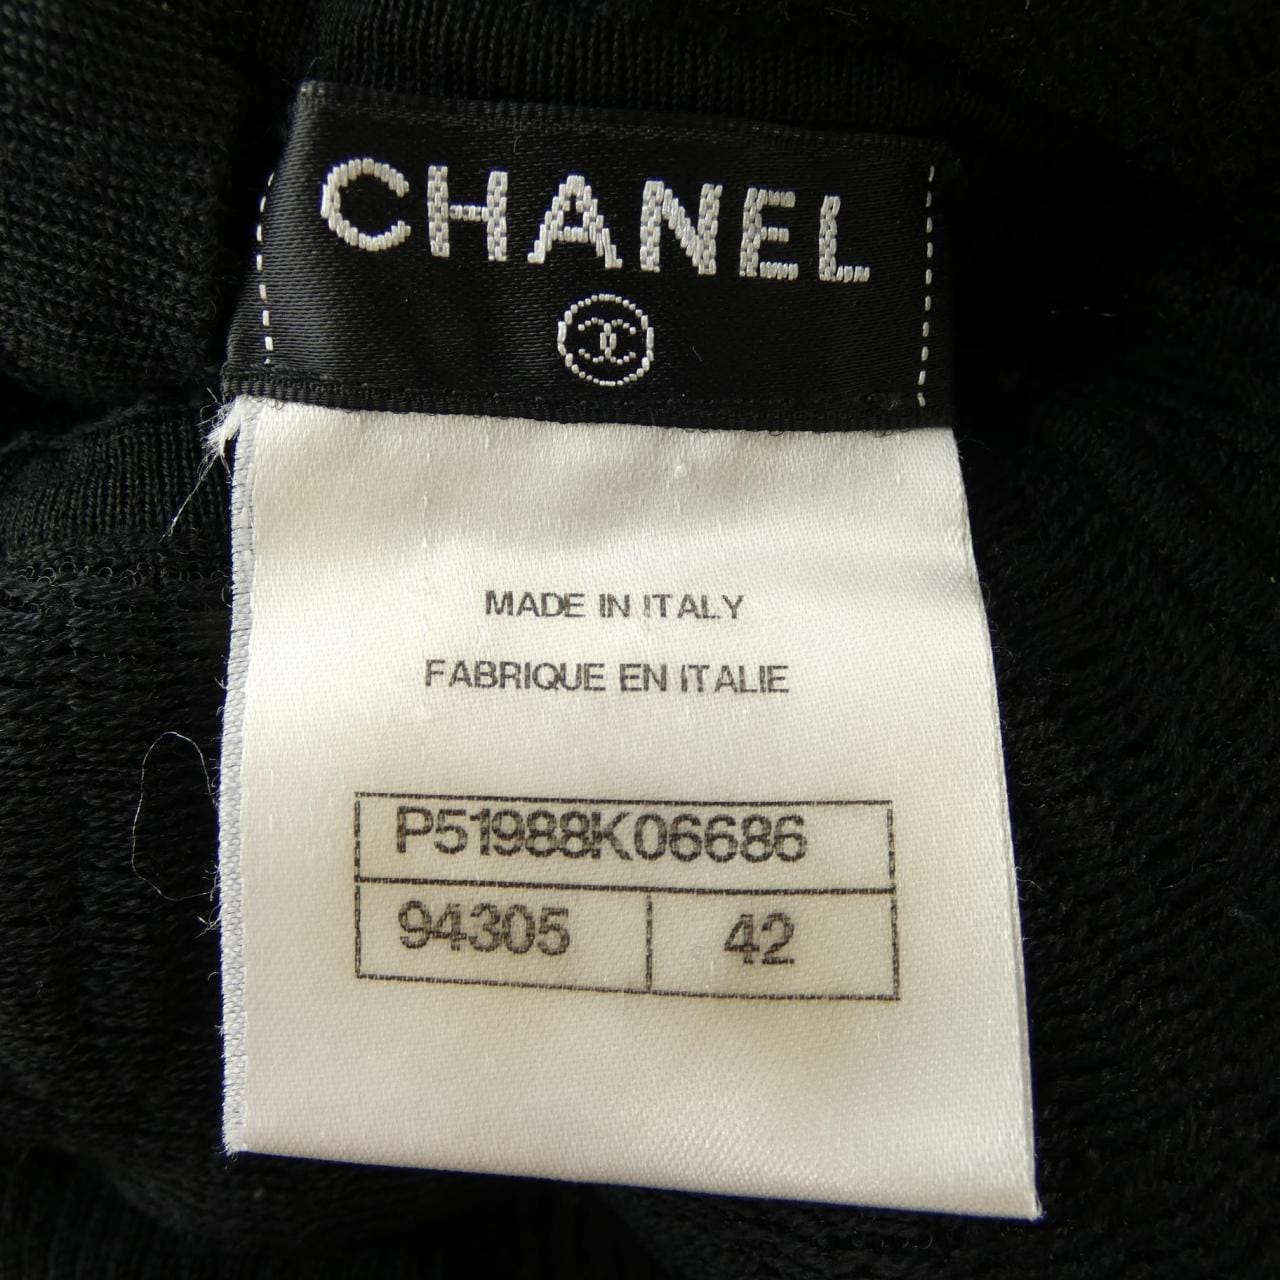 CHANEL
MADE IN ITALY
FABRIQUE EN ITALIE
P51988K06686
94305 42